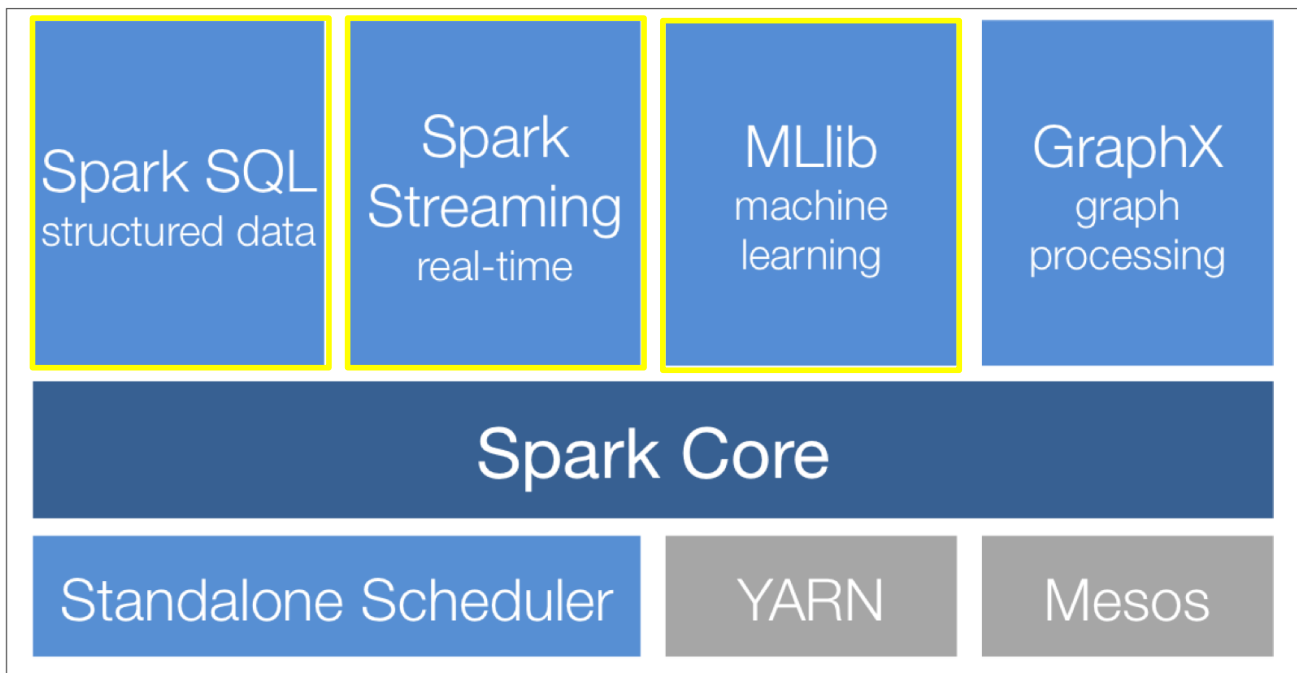 Spark SQL
structured data
Spark
Streaming
real-time
MLlib
machine
learning
GraphX
graph
processing
Spark Core
Standalone Scheduler
YARN
Mesos